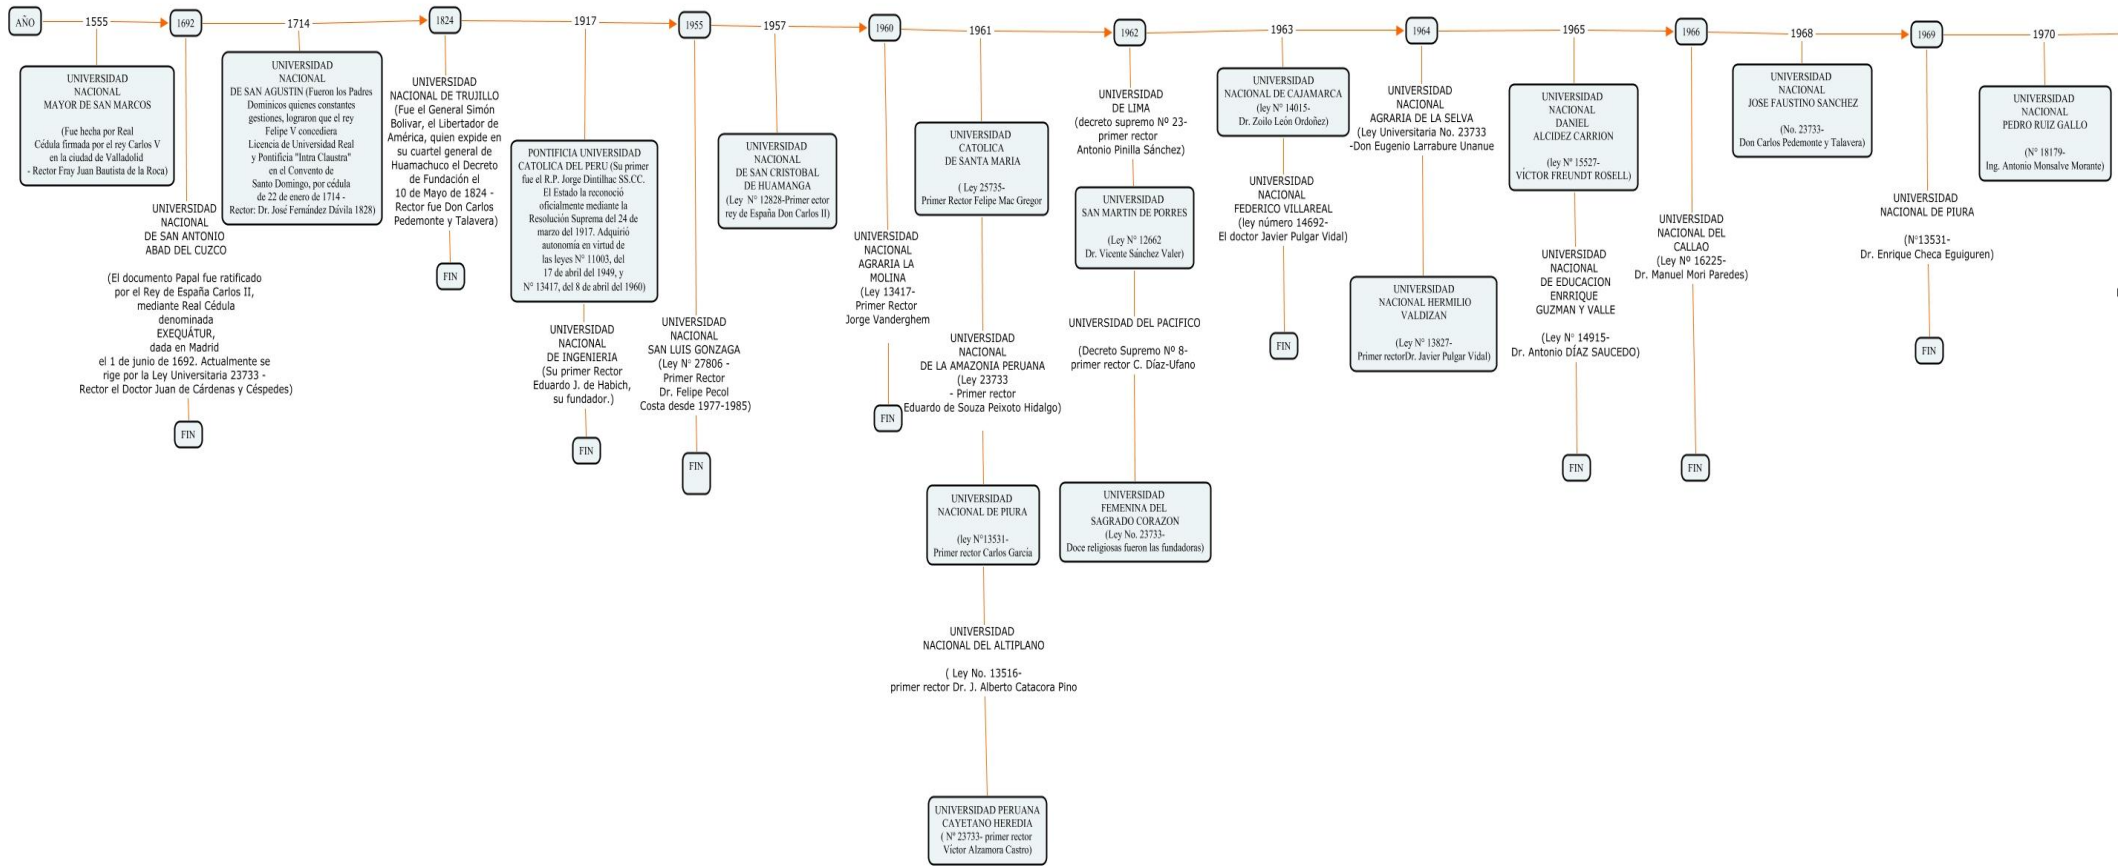 AÑO
1555
1692
1714
1824
1917
1955
1957
1960
1961
1962
1963
1964
1965
1966
1968
1969
1970
UNIVERSIDAD
NACIONAL
MAYOR DE SAN MARCOS
(Fue hecha por Real
Cédula firmada por el rey Carlos V
en la ciudad de Valladolid
- Rector Fray Juan Bautista de la Roca)
UNIVERSIDAD
NACIONAL
DE SAN ANTONIO
ABAD DEL CUZCO
(El documento Papal fue ratificado
por el Rey de España Carlos II,
mediante Real Cédula
denominada
EXEQUÁTUR,
dada en Madrid
el 1 de junio de 1692. Actualmente se
rige por la Ley Universitaria 23733 -
Rector el Doctor Juan de Cárdenas y Céspedes)
FIN
UNIVERSIDAD
NACIONAL
DE SAN AGUSTIN (Fueron los Padres
Dominicos quienes constantes
gestiones, lograron que el rey
Felipe V concediera
Licencia de Universidad Real
y Pontificia "Intra Claustra"
en el Convento de
Santo Domingo, por cédula
de 22 de enero de 1714 -
Rector: Dr. José Fernández Dávila 1828)
UNIVERSIDAD
NACIONAL DE TRUJILLO
(Fue el General Simón
Bolivar, el Libertador de
América, quien expide en
su cuartel general de
Huamachuco el Decreto
de Fundación el
10 de Mayo de 1824 -
Rector fue Don Carlos
Pedemonte y Talavera)
FIN
PONTIFICIA UNIVERSIDAD
CATOLICA DEL PERU (Su primer
fue el R.P. Jorge Dintilhac SS.CC.
El Estado la reconoció
oficialmente mediante la
Resolución Suprema del 24 de
marzo del 1917. Adquirió
autonomía en virtud de
las leyes N° 11003, del
17 de abril del 1949, y
N° 13417, del 8 de abril del 1960)
UNIVERSIDAD
NACIONAL
DE INGENIERIA
(Su primer Rector
Eduardo J. de Habich,
su fundador.)
FIN
UNIVERSIDAD
NACIONAL
SAN LUIS GONZAGA
(Ley N° 27806 -
Primer Rector
Dr. Felipe Pecol
Costa desde 1977-1985)
FIN
UNIVERSIDAD
NACIONAL
DE SAN CRISTOBAL
DE HUAMANGA
(Ley N° 12828-Primer ector
rey de España Don Carlos II)
UNIVERSIDAD
NACIONAL
AGRARIA LA
MOLINA
(Ley 13417-
Primer Rector
Jorge Vanderghem
FIN
UNIVERSIDAD
CATOLICA
DE SANTA MARIA
( Ley 25735-
Primer Rector Felipe Mac Gregor
UNIVERSIDAD
NACIONAL
DE LA AMAZONIA PERUANA
(Ley 23733
- Primer rector
Eduardo de Souza Peixoto Hidalgo)
UNIVERSIDAD
NACIONAL DE PIURA
(ley N°13531-
Primer rector Carlos García
UNIVERSIDAD
NACIONAL DEL ALTIPLANO
( Ley No. 13516-
primer rector Dr. J. Alberto Catacora Pino
UNIVERSIDAD PERUANA
CAYETANO HEREDIA
( N° 23733- primer rector
Víctor Alzamora Castro)
UNIVERSIDAD
DE LIMA
(decreto supremo Nº 23-
primer rector
Antonio Pinilla Sánchez)
UNIVERSIDAD
SAN MARTIN DE PORRES
(Ley N° 12662
Dr. Vicente Sánchez Valer)
UNIVERSIDAD DEL PACIFICO
(Decreto Supremo Nº 8-
primer rector C. Díaz-Ufano
UNIVERSIDAD
FEMENINA DEL
SAGRADO CORAZON
(Ley No. 23733-
Doce religiosas fueron las fundadoras)
UNIVERSIDAD
NACIONAL DE CAJAMARCA
(ley N° 14015-
Dr. Zoilo León Ordoñez)
UNIVERSIDAD
NACIONAL
FEDERICO VILLAREAL
(ley número 14692-
El doctor Javier Pulgar Vidal)
FIN
UNIVERSIDAD
NACIONAL
AGRARIA DE LA SELVA
(Ley Universitaria No. 23733
-Don Eugenio Larrabure Unanue
UNIVERSIDAD
NACIONAL HERMILIO
VALDIZAN
(Ley N° 13827-
Primer rectorDr. Javier Pulgar Vidal)
UNIVERSIDAD
NACIONAL
DANIEL
ALCIDEZ CARRION
(ley Nº 15527-
VÍCTOR FREUNDT ROSELL)
UNIVERSIDAD
NACIONAL
DE EDUCACION
ENRRIQUE
GUZMAN Y VALLE
(Ley N° 14915-
Dr. Antonio DÍAZ SAUCEDO)
FIN
UNIVERSIDAD
NACIONAL DEL
CALLAO
(Ley Nº 16225-
Dr. Manuel Mori Paredes)
FIN
UNIVERSIDAD
NACIONAL
JOSE FAUSTINO SANCHEZ
(No. 23733-
Don Carlos Pedemonte y Talavera)
UNIVERSIDAD
NACIONAL DE PIURA
(N°13531-
Dr. Enrique Checa Eguiguren)
FIN
UNIVERSIDAD
NACIONAL
PEDRO RUIZ GALLO
(N° 18179-
Ing. Antonio Monsalve Morante)